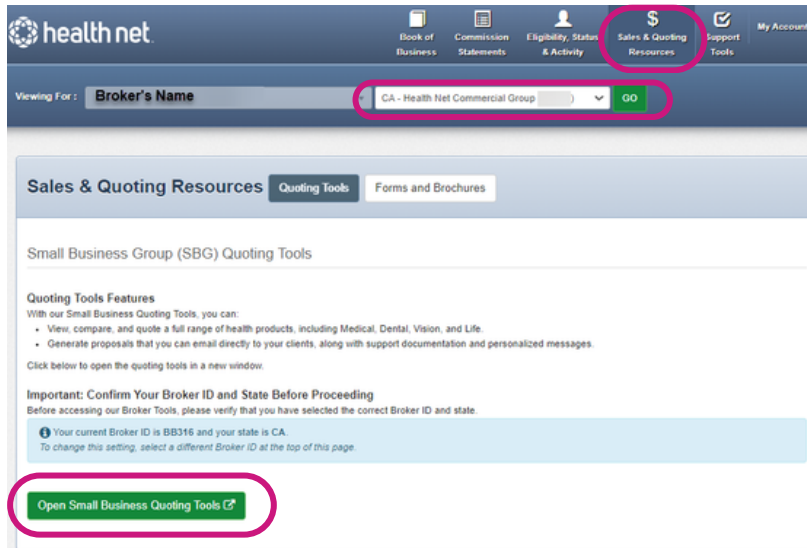 health net.
Book of Business
Commission Statements
Eligibility, Status & Activity
$ Sales & Quoting Resources
Support Tools
My Account
Viewing For : Broker's Name
CA - Health Net Commercial Group )
GO
Sales & Quoting Resources
Quoting Tools
Forms and Brochures
Small Business Group (SBG) Quoting Tools
Quoting Tools Features
With our Small Business Quoting Tools, you can:
• View, compare, and quote a full range of health products, including Medical, Dental, Vision, and Life.
• Generate proposals that you can email directly to your clients, along with support documentation and personalized messages.
Click below to open the quoting tools in a new window.
Important: Confirm Your Broker ID and State Before Proceeding
Before accessing our Broker Tools, please verify that you have selected the correct Broker ID and state.
Your current Broker ID is BB316 and your state is CA.
To change this setting, select a different Broker ID at the top of this page.
Open Small Business Quoting Tools